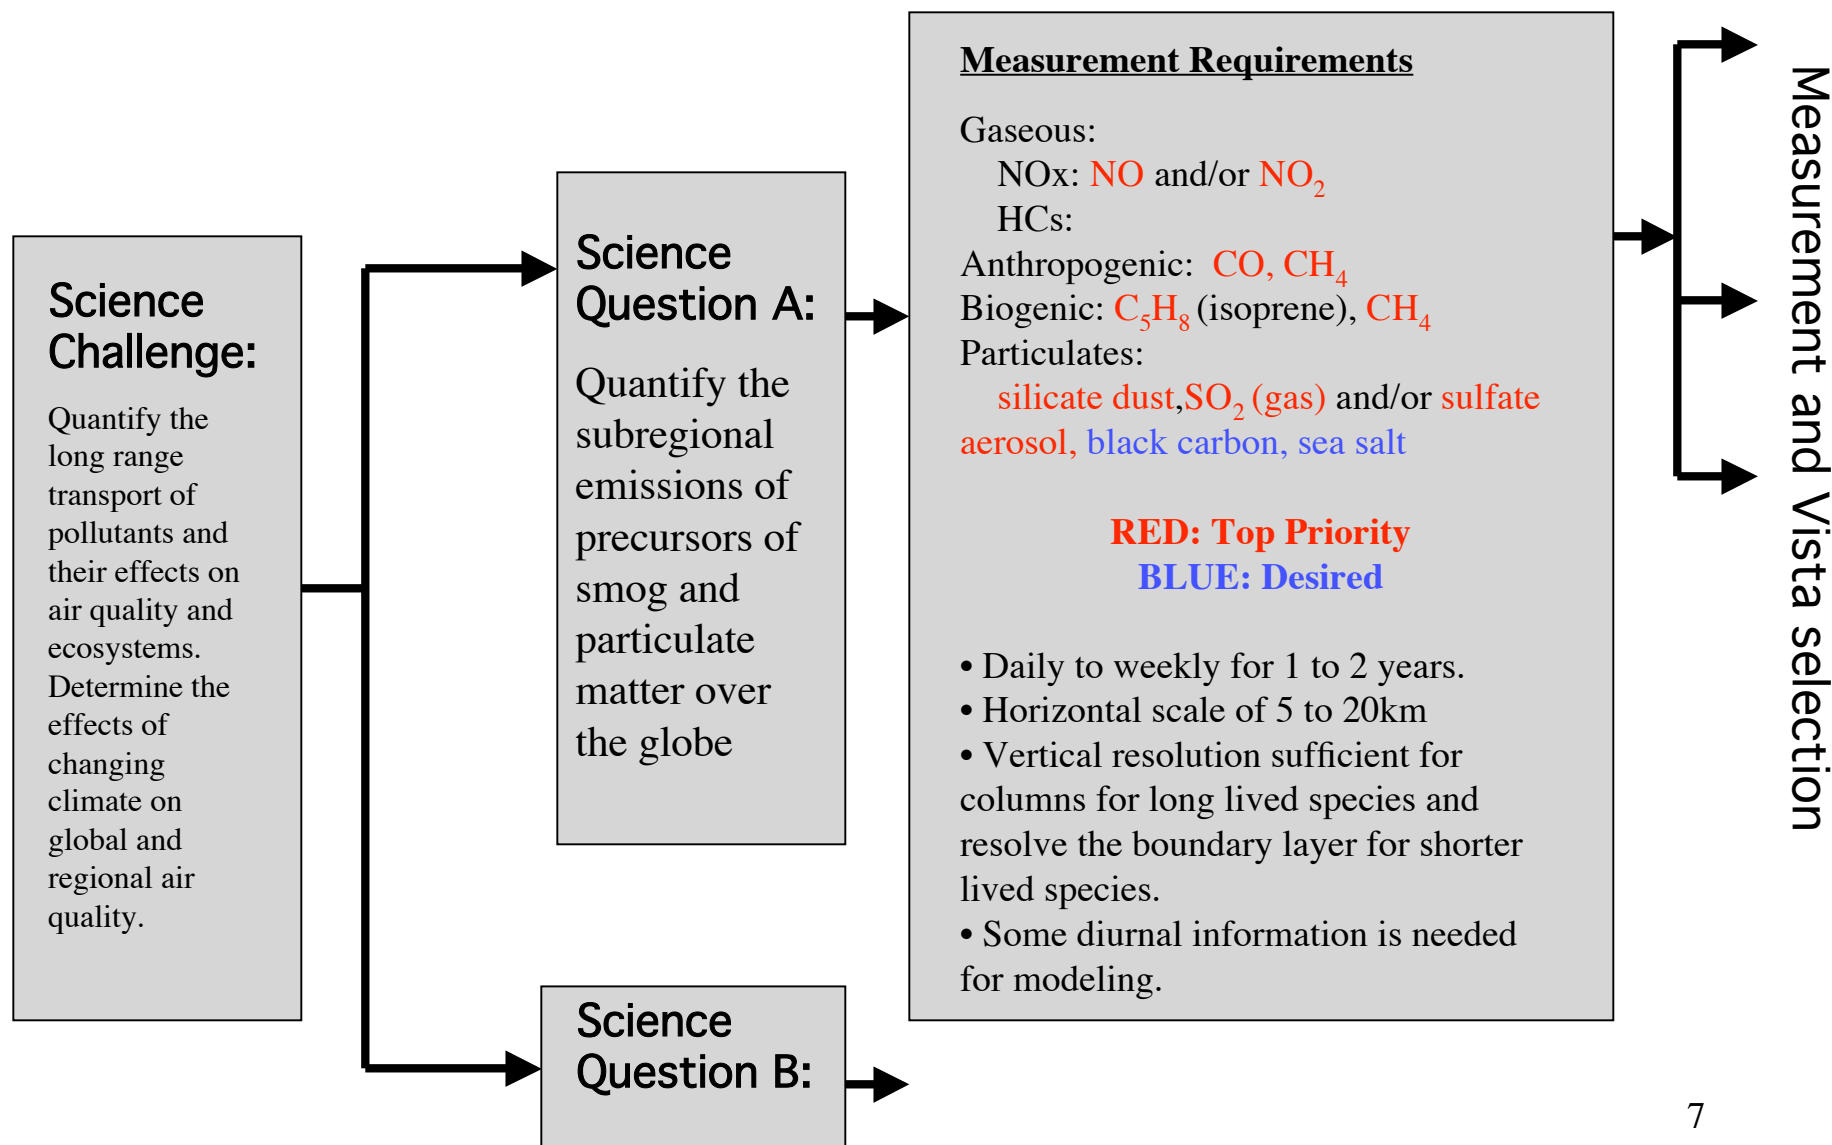 Science
Challenge:
Quantify the
long range
transport of
pollutants and
their effects on
air quality and
ecosystems.
Determine the
effects of
changing
climate on
global and
regional air
quality.
Science
Question A:
Quantify the
subregional
emissions of
precursors of
smog and
particulate
matter over
the globe
Science
Question B:
Measurement Requirements
Gaseous:
NOx: NO and/or NO₂
HCs:
Anthropogenic: CO, CH₄
Biogenic: C₅H₈ (isoprene), CH₄
Particulates:
silicate dust,SO₂ (gas) and/or sulfate
aerosol, black carbon, sea salt
RED: Top Priority
BLUE: Desired
• Daily to weekly for 1 to 2 years.
• Horizontal scale of 5 to 20km
• Vertical resolution sufficient for
columns for long lived species and
resolve the boundary layer for shorter
lived species.
• Some diurnal information is needed
for modeling.
Measurement and Vista selection
7